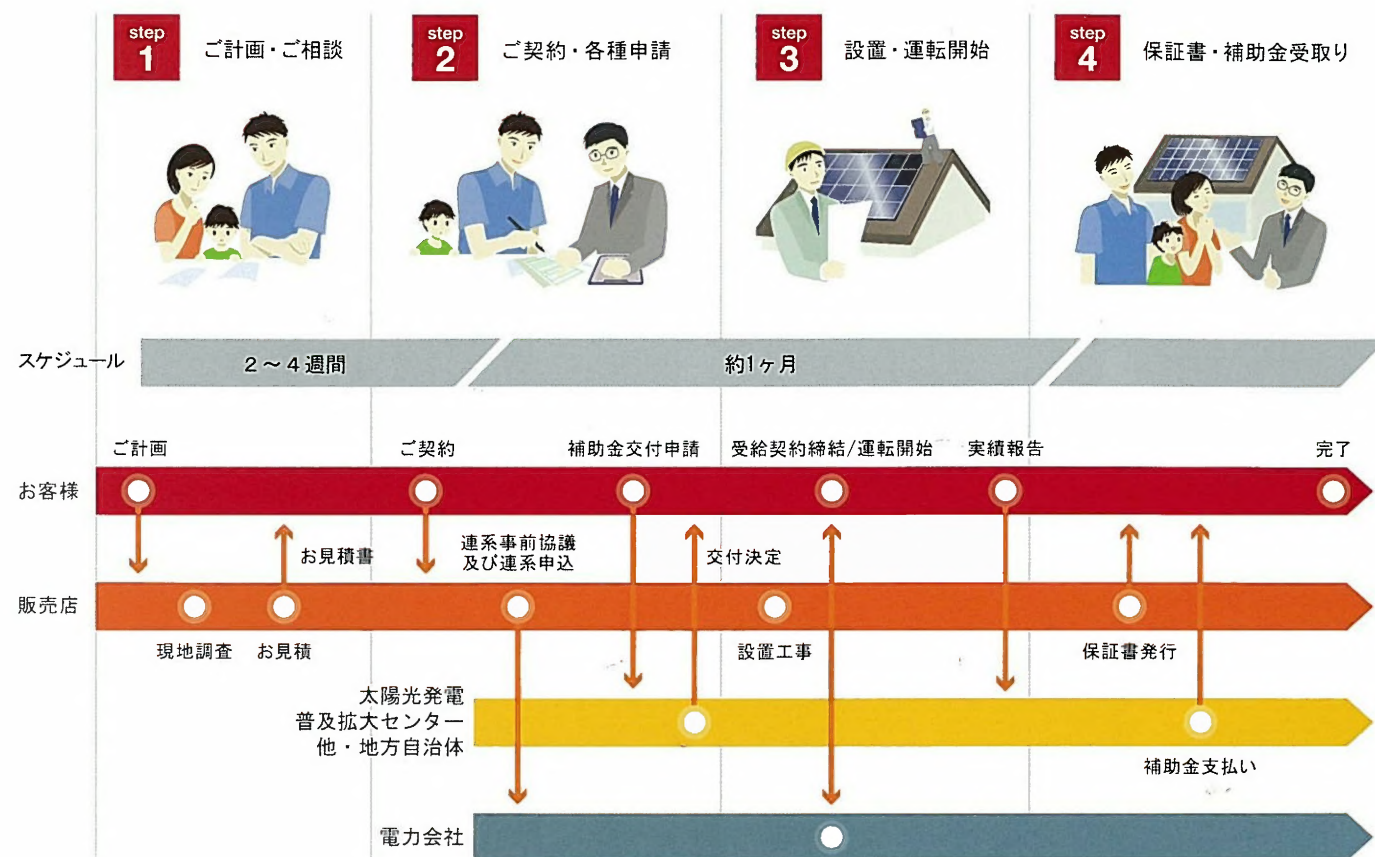 step
1
ご計画・ご相談
step
2
ご契約・各種申請
step
3
設置・運転開始
step
4
保証書・補助金受取り
スケジュール
2～4週間
約1ヶ月
ご計画
ご契約
補助金交付申請
受給契約締結/運転開始
実績報告
完了
お客様
お見積書
連系事前協議
及び連系申込
交付決定
販売店
現地調査
お見積
設置工事
保証書発行
太陽光発電
普及拡大センター
他・地方自治体
補助金支払い
電力会社